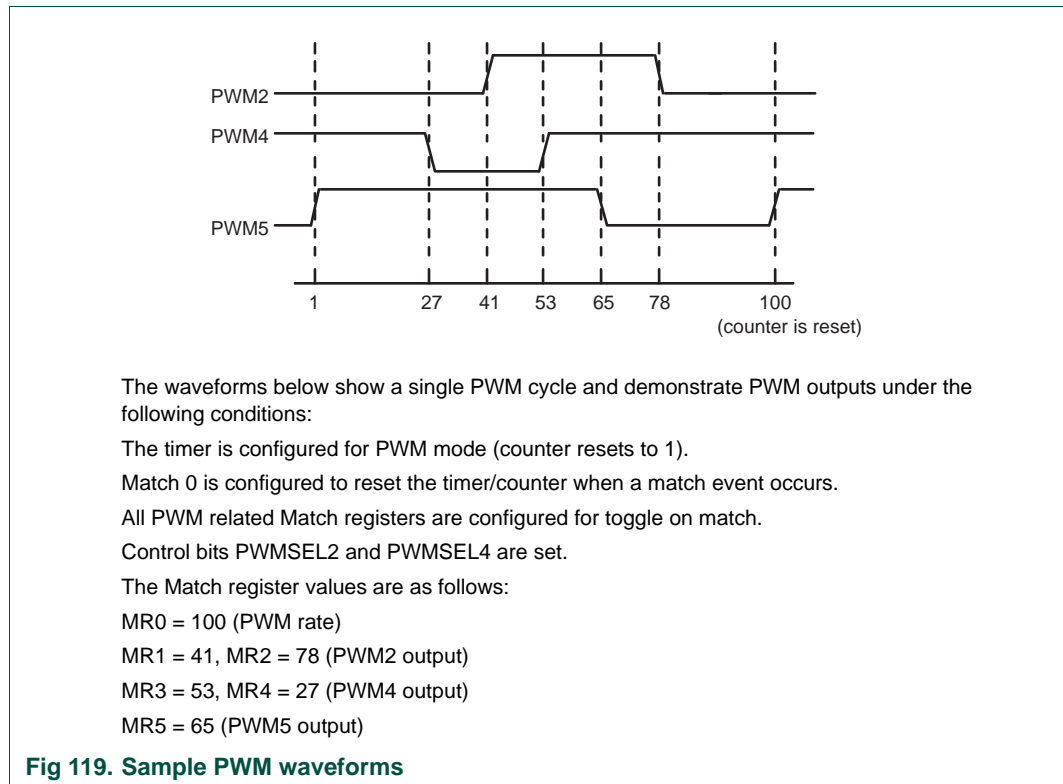 PWM2
PWM4
PWM5
1 27 41 53 65 78 100
(counter is reset)
The waveforms below show a single PWM cycle and demonstrate PWM outputs under the
following conditions:
The timer is configured for PWM mode (counter resets to 1).
Match 0 is configured to reset the timer/counter when a match event occurs.
All PWM related Match registers are configured for toggle on match.
Control bits PWMSEL2 and PWMSEL4 are set.
The Match register values are as follows:
MR0 = 100 (PWM rate)
MR1 = 41, MR2 = 78 (PWM2 output)
MR3 = 53, MR4 = 27 (PWM4 output)
MR5 = 65 (PWM5 output)
Fig 119. Sample PWM waveforms